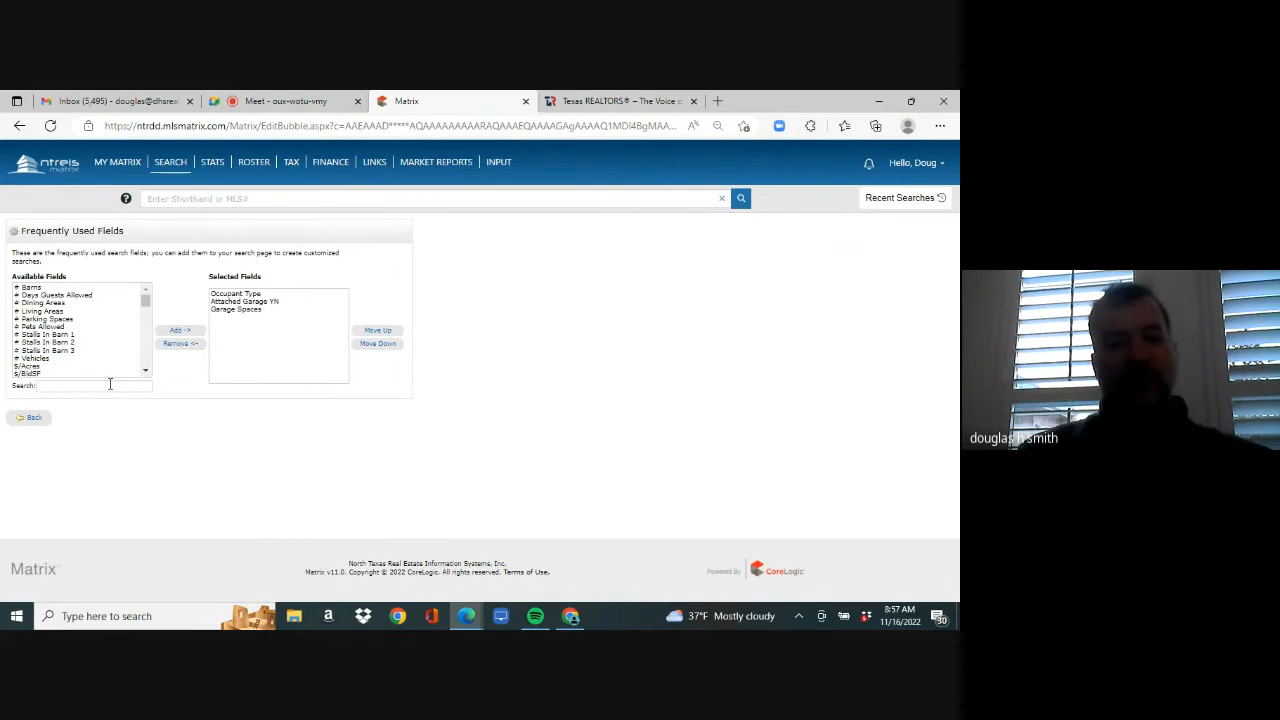 Inbox (5,495) - douglas@dhsrea
Meet - oux-wotu-vmy
Matrix
Texas REALTORS® – The Voice o
https://ntrdd.mlsmatrix.com/Matrix/EditBubble.aspx?c=AAEAAAD*****AQAAAAAAAAARAQAAAEQAAAAGAgAAAAQ1MDI4BgMAA...
ntreis matrix
MY MATRIX
SEARCH
STATS
ROSTER
TAX
FINANCE
LINKS
MARKET REPORTS
INPUT
Hello, Doug
Enter Shorthand or MLS#
Recent Searches
Frequently Used Fields
These are the frequently used search fields; you can add them to your search page to create customized
searches.
Available Fields
# Barns
# Days Guests Allowed
# Dining Areas
# Living Areas
# Parking Spaces
# Pets Allowed
# Stalls In Barn 1
# Stalls In Barn 2
# Stalls In Barn 3
# Vehicles
$/Acres
$/BldSF
Search:
Add ->
Remove <-
Selected Fields
Occupant Type
Attached Garage YN
Garage Spaces
Move Up
Move Down
Back
douglas h smith
Matrix
North Texas Real Estate Information Systems, Inc.
Matrix v11.0. Copyright © 2022 CoreLogic. All rights reserved. Terms of Use.
Powered By CoreLogic
Type here to search
37°F Mostly cloudy
8:57 AM
11/16/2022
30